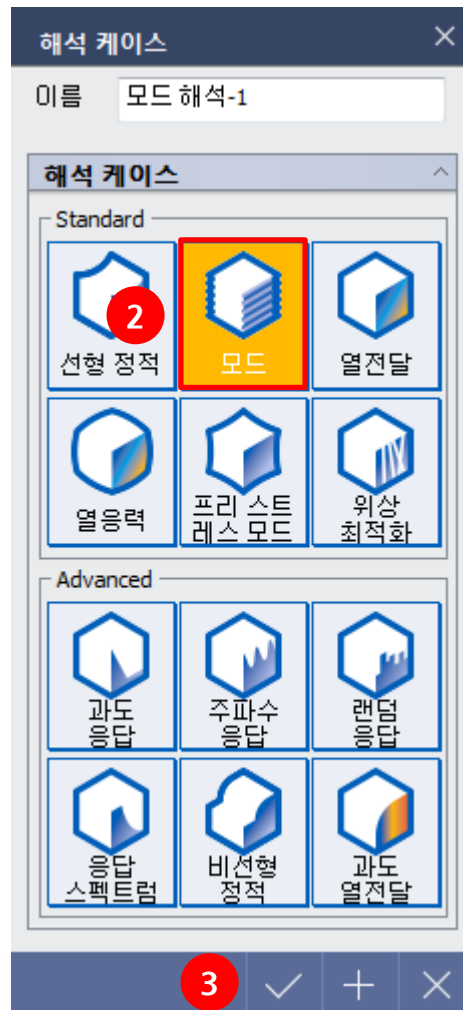 해석 케이스
이름 모드 해석-1
해석 케이스
Standard
2
선형 정적 모드 열전달
열응력 프리 스트
레스 모드 위상
최적화
Advanced
과도
응답 주파수
응답 랜덤
응답
응답
스펙트럼 비선형
정적 과도
열전달
3